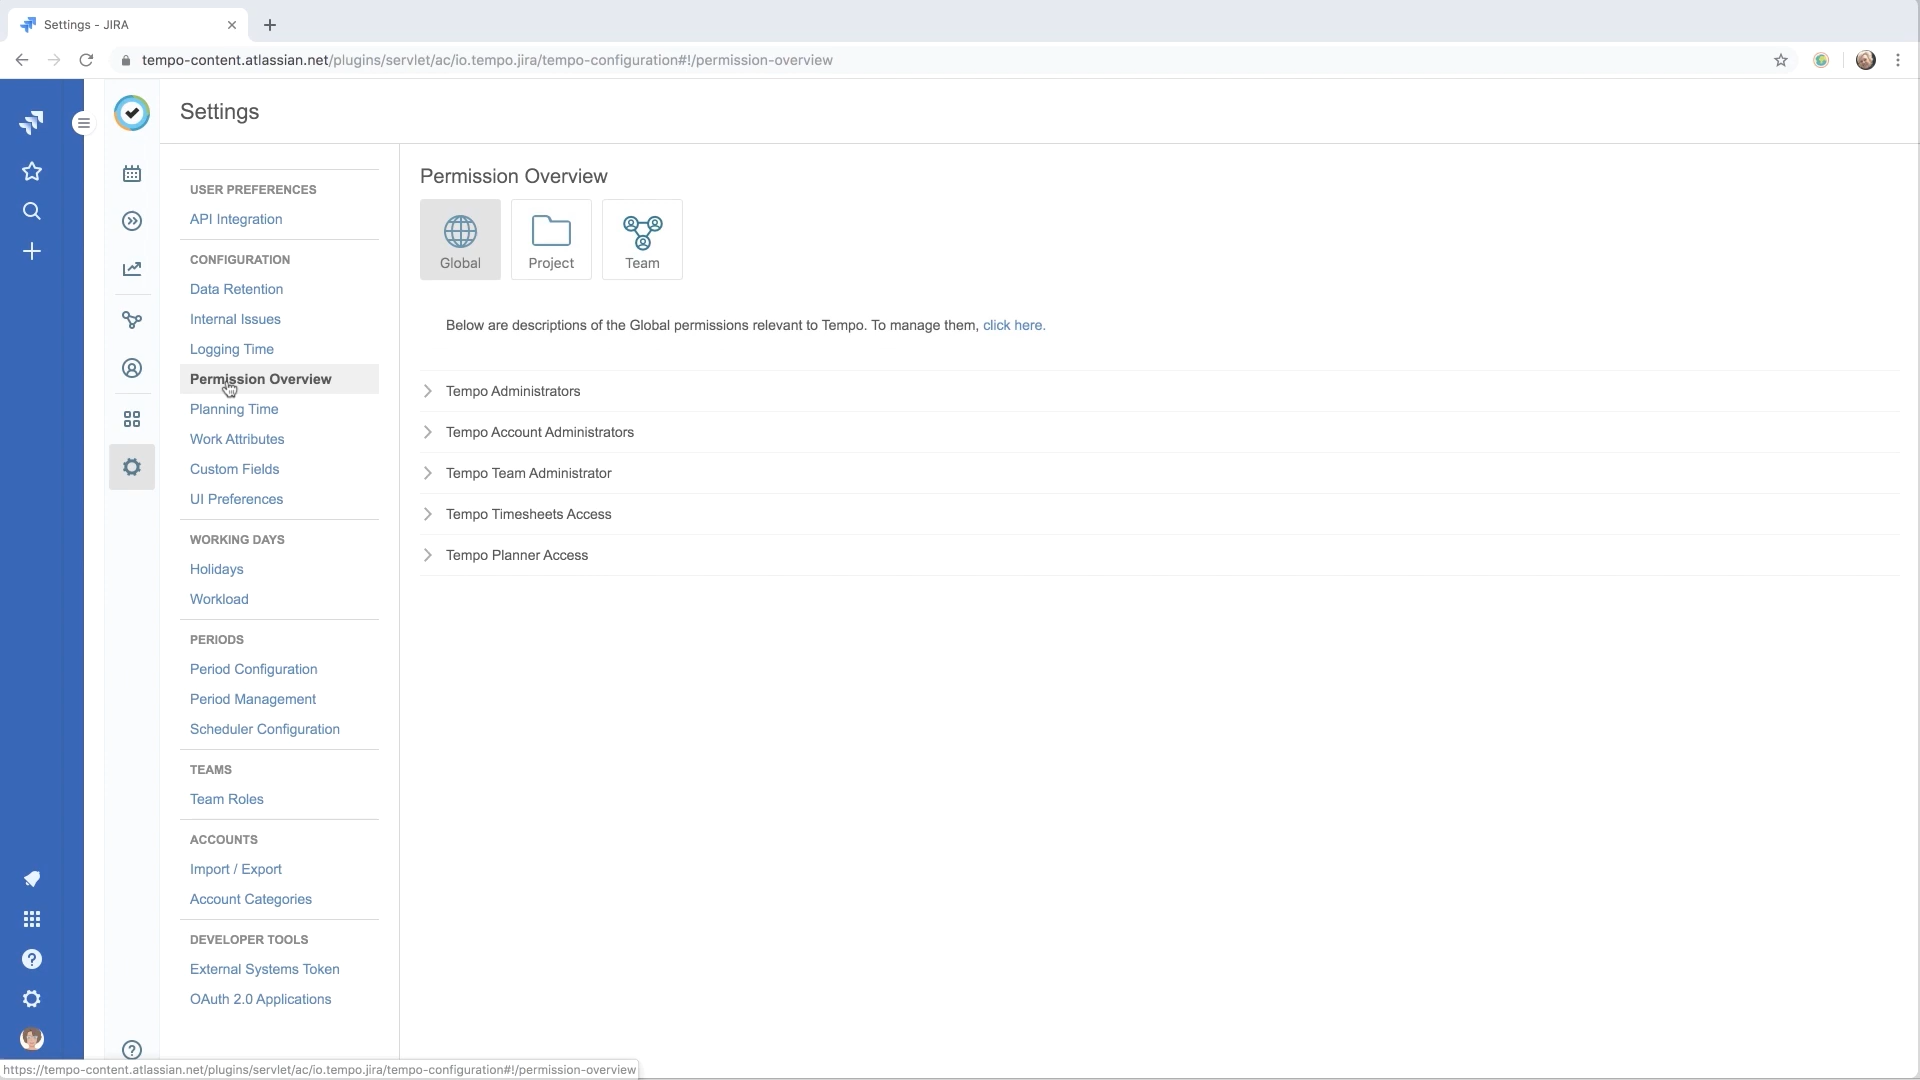 Settings - JIRA
tempo-content.atlassian.net/plugins/servlet/ac/io.tempo.jira/tempo-configuration#!/permission-overview
Settings
USER PREFERENCES
API Integration
CONFIGURATION
Data Retention
Internal Issues
Logging Time
Permission Overview
Planning Time
Work Attributes
Custom Fields
UI Preferences
WORKING DAYS
Holidays
Workload
PERIODS
Period Configuration
Period Management
Scheduler Configuration
TEAMS
Team Roles
ACCOUNTS
Import / Export
Account Categories
DEVELOPER TOOLS
External Systems Token
OAuth 2.0 Applications
Permission Overview
Global
Project
Team
Below are descriptions of the Global permissions relevant to Tempo. To manage them, click here.
Tempo Administrators
Tempo Account Administrators
Tempo Team Administrator
Tempo Timesheets Access
Tempo Planner Access
https://tempo-content.atlassian.net/plugins/servlet/ac/io.tempo.jira/tempo-configuration#!/permission-overview